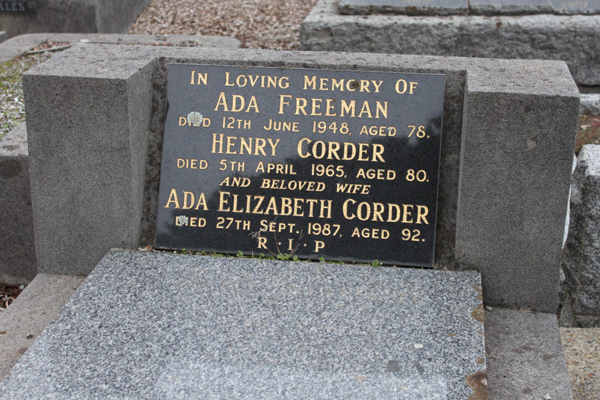 In Loving Memory Of
Ada Freeman
Died 12th June 1948, aged 78.
Henry Corder
Died 5th April 1965, aged 80.
and beloved wife
Ada Elizabeth Corder
Died 27th Sept. 1987, aged 92.
R·I·P